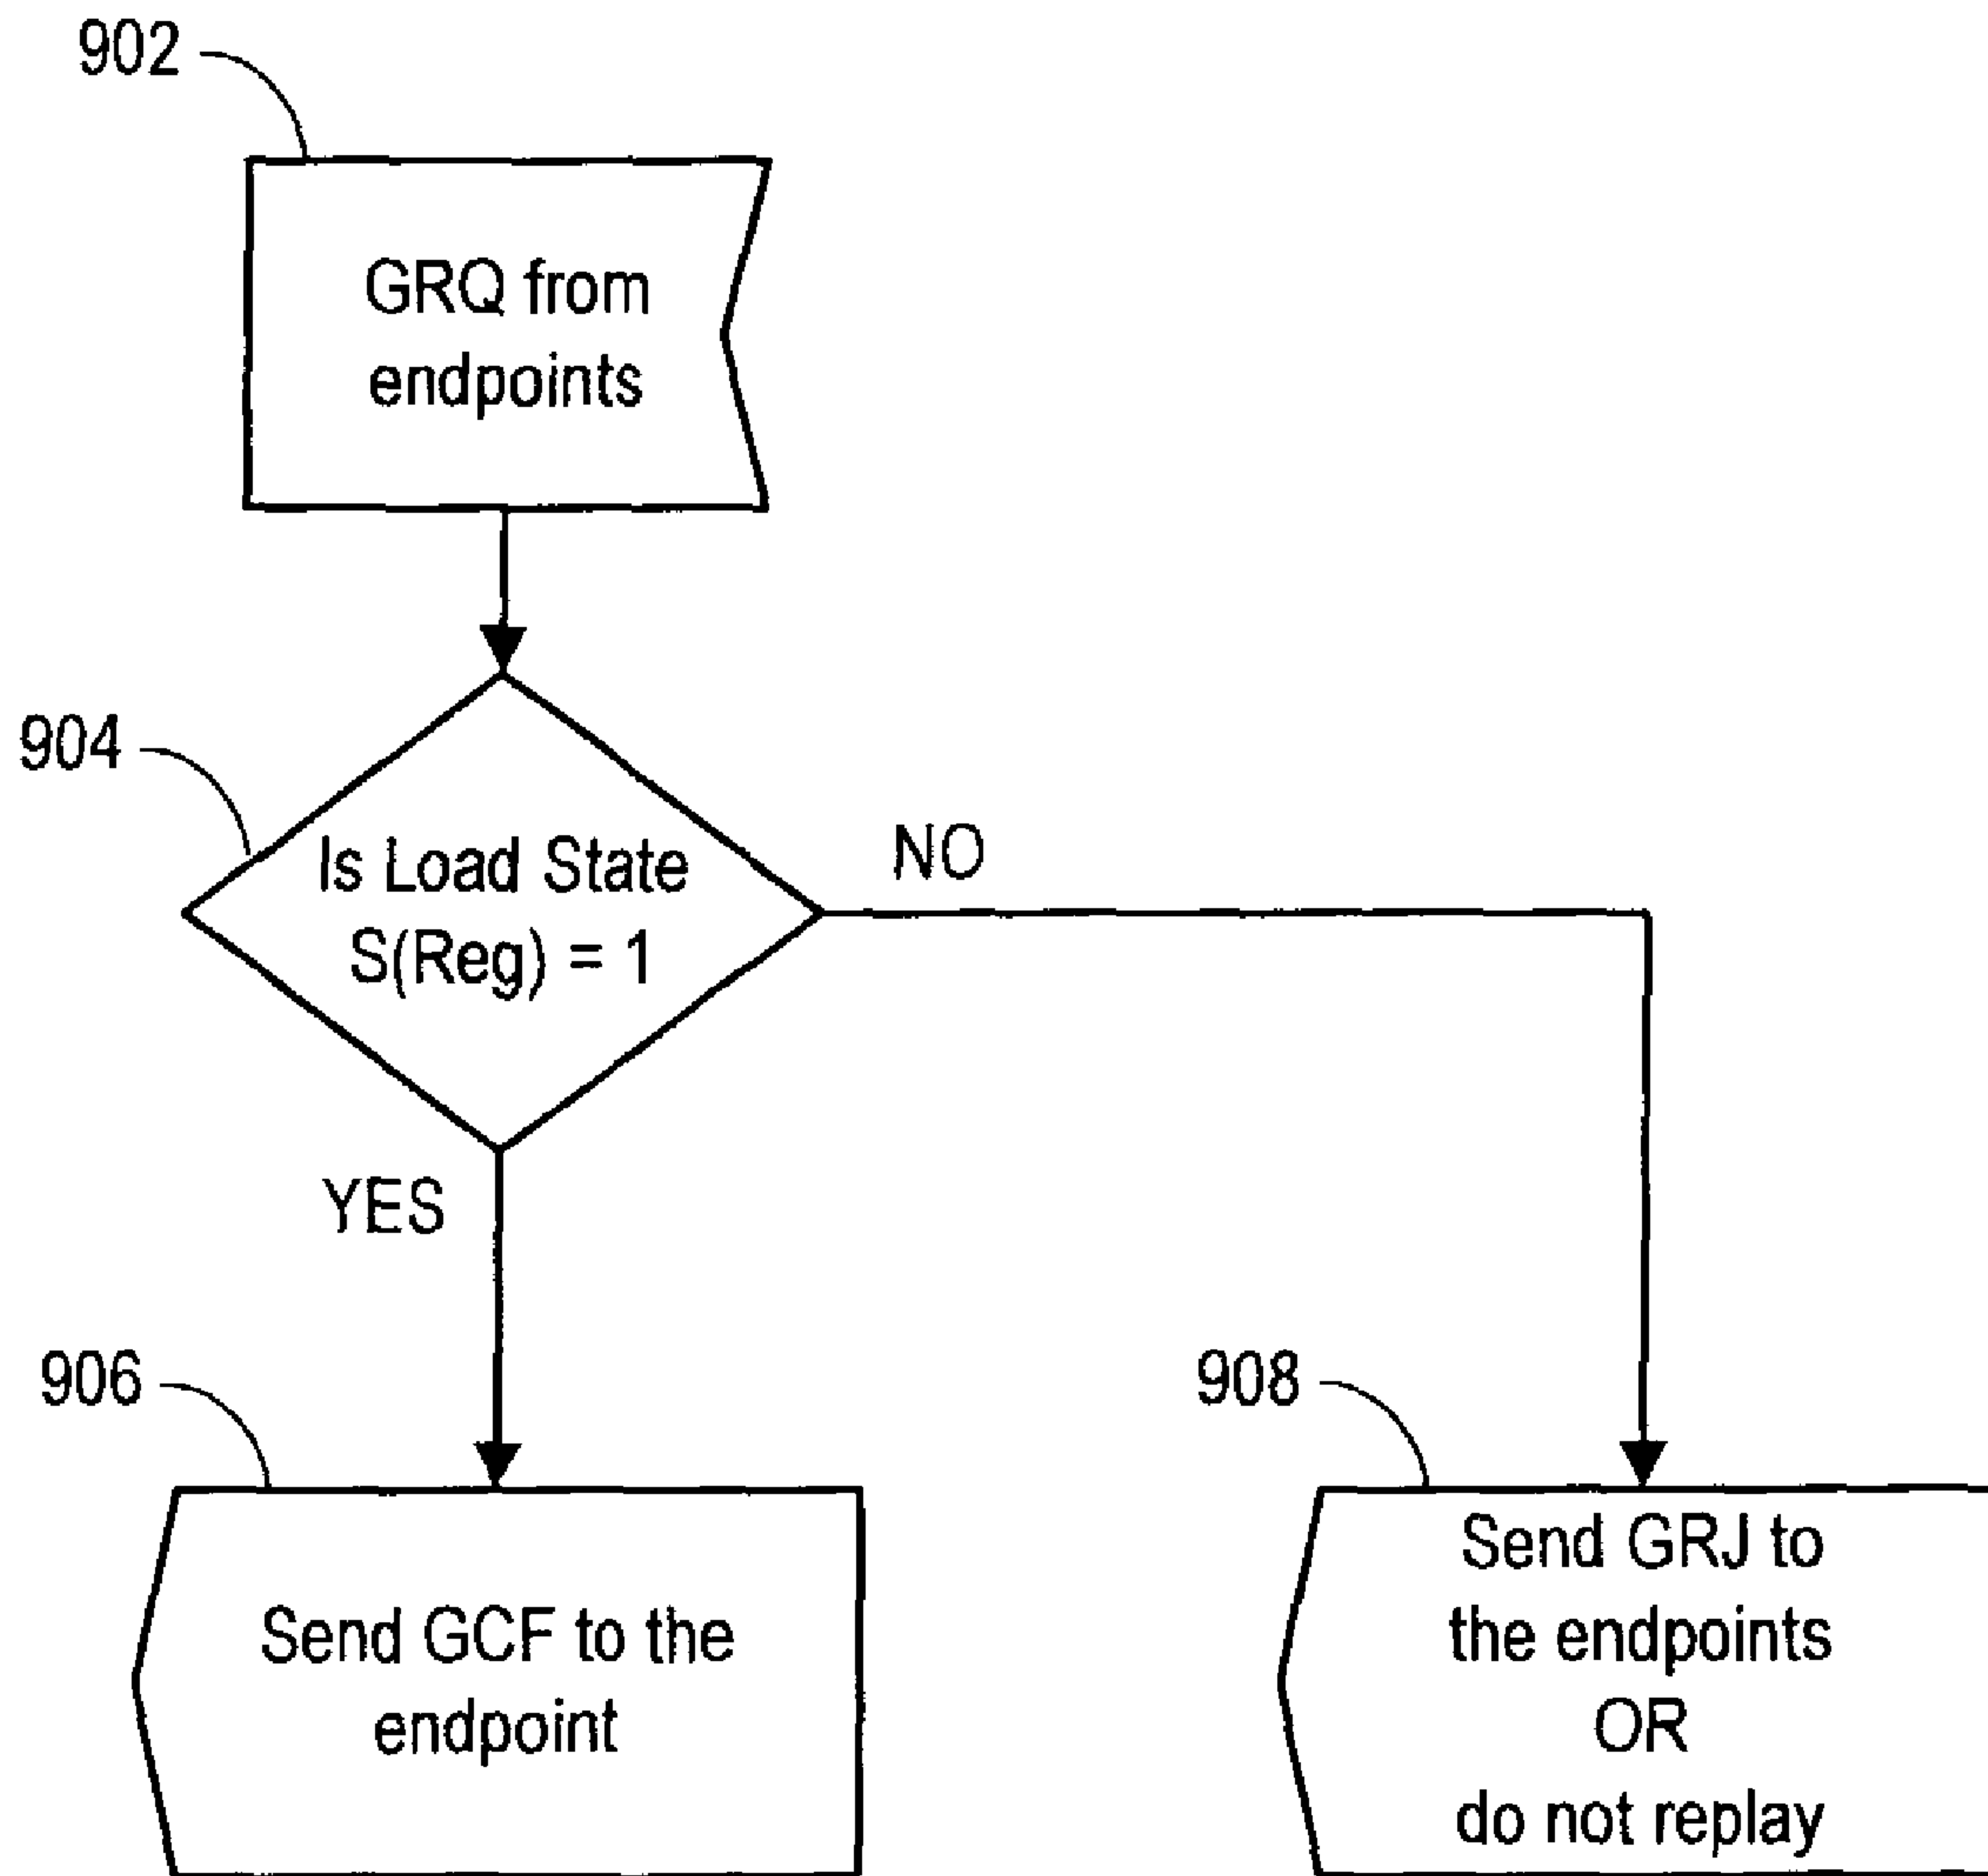 902
GRQ from
endpoints
904
Is Load State
S(Reg) = 1
NO
YES
906
Send GCF to the
endpoint
908
Send GRJ to
the endpoints
OR
do not replay